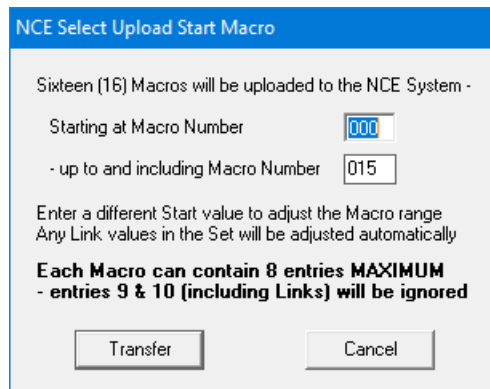 NCE Select Upload Start Macro
Sixteen (16) Macros will be uploaded to the NCE System -
Starting at Macro Number 000
- up to and including Macro Number 015
Enter a different Start value to adjust the Macro range
Any Link values in the Set will be adjusted automatically
Each Macro can contain 8 entries MAXIMUM
- entries 9 & 10 (including Links) will be ignored
Transfer Cancel